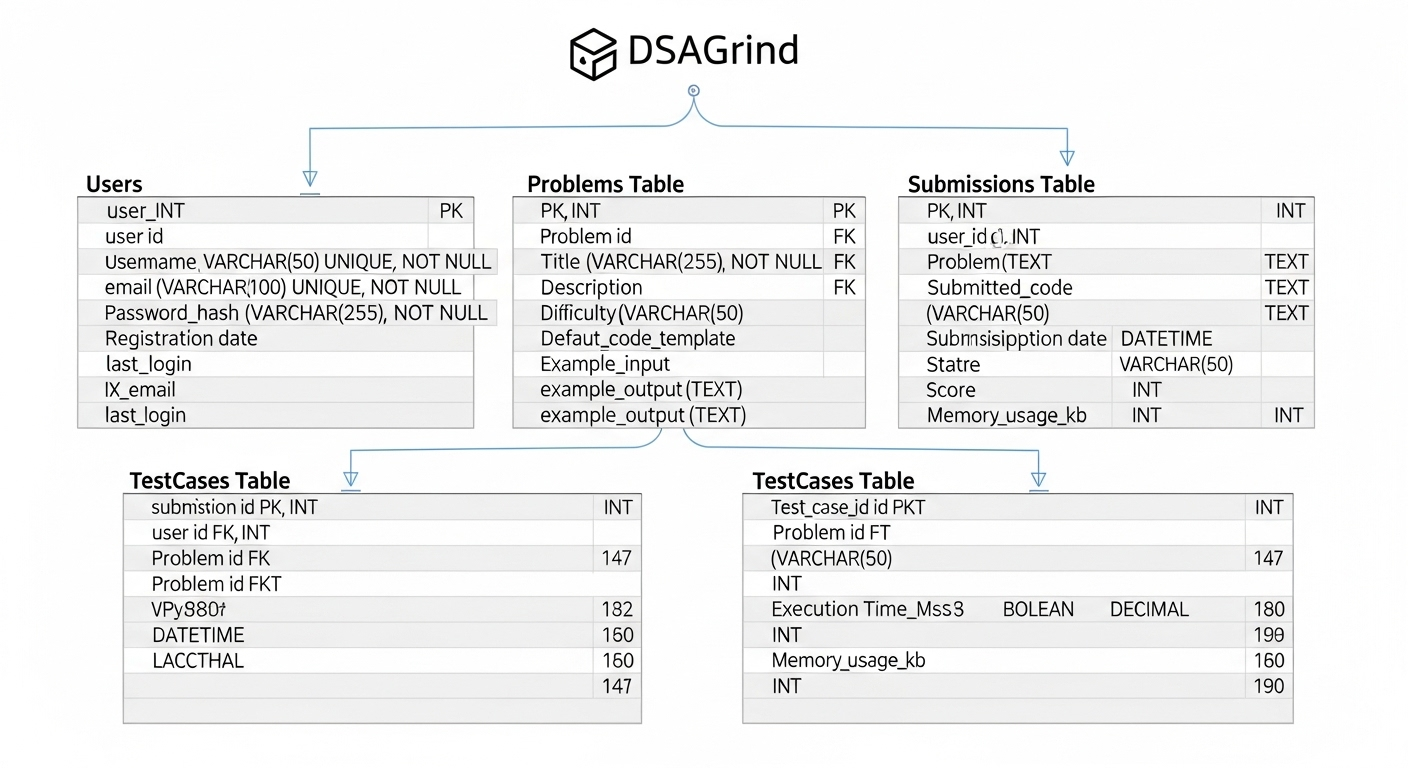 DSAGrind
Users
user_INT PK
user id
Username, VARCHAR(50) UNIQUE, NOT NULL
email (VARCHAR(100) UNIQUE, NOT NULL
Password_hash (VARCHAR(255), NOT NULL
Registration date
last_login
IX_email
last_login
Problems Table
PK, INT PK
Problem id FK
Title (VARCHAR(255), NOT NULL FK
Description FK
Difficulty (VARCHAR(50)
Defaut_code_template
Example_input
example_output (TEXT)
example_output (TEXT)
Submissions Table
PK, INT INT
user_id INT
Problem (TEXT TEXT
Submitted_code TEXT
(VARCHAR(50) TEXT
date DATETIME
Statre VARCHAR(50)
Score INT
Memory_usage_kb INT INT
TestCases Table
submistion id PK, INT INT
user id FK, INT
Problem id FK 147
Problem id FKT
182
DATETIME 160
LACCTHAL 160
147
TestCases Table
Test_case_id id PKT INT
Problem id FT
(VARCHAR(50) 147
INT
Execution Time_Mss3 BOLEAN DECIMAL 180
INT 199
Memory_usage_kb 160
INT 190